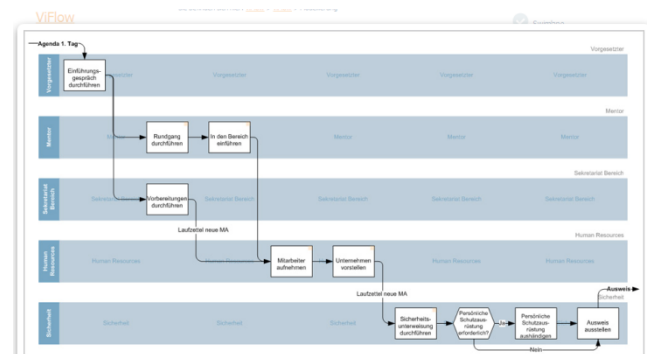 ViFlow
Agenda 1. Tag
Vorgesetzter
Vorgesetzter
Einführungs-
gespräch
durchführen
Vorgesetzter
Vorgesetzter
Vorgesetzter
Vorgesetzter
Mentor
Mentor
Rundgang
durchführen
In den Bereich
einführen
Mentor
Mentor
Mentor
Sekretariat Bereich
Sekretariat
Bereich
Vorbereitungen
durchführen
Sekretariat Bereich
Sekretariat Bereich
Sekretariat Bereich
Sekretariat Bereich
Laufzettel neue MA
Human Resources
Human
Resources
Human Resources
Human Resources
Mitarbeiter
aufnehmen
Unternehmen
vorstellen
Human Resources
Human Resources
Laufzettel neue MA
Ausweis
Sicherheit
Sicherheit
Sicherheit
Sicherheit
Sicherheit
Sicherheits-
unterweisung
durchführen
Persönliche
Schutzaus-
rüstung
erforderlich?
Ja
Persönliche
Schutzaus-
rüstung
aushändigen
Ausweis
ausstellen
Nein